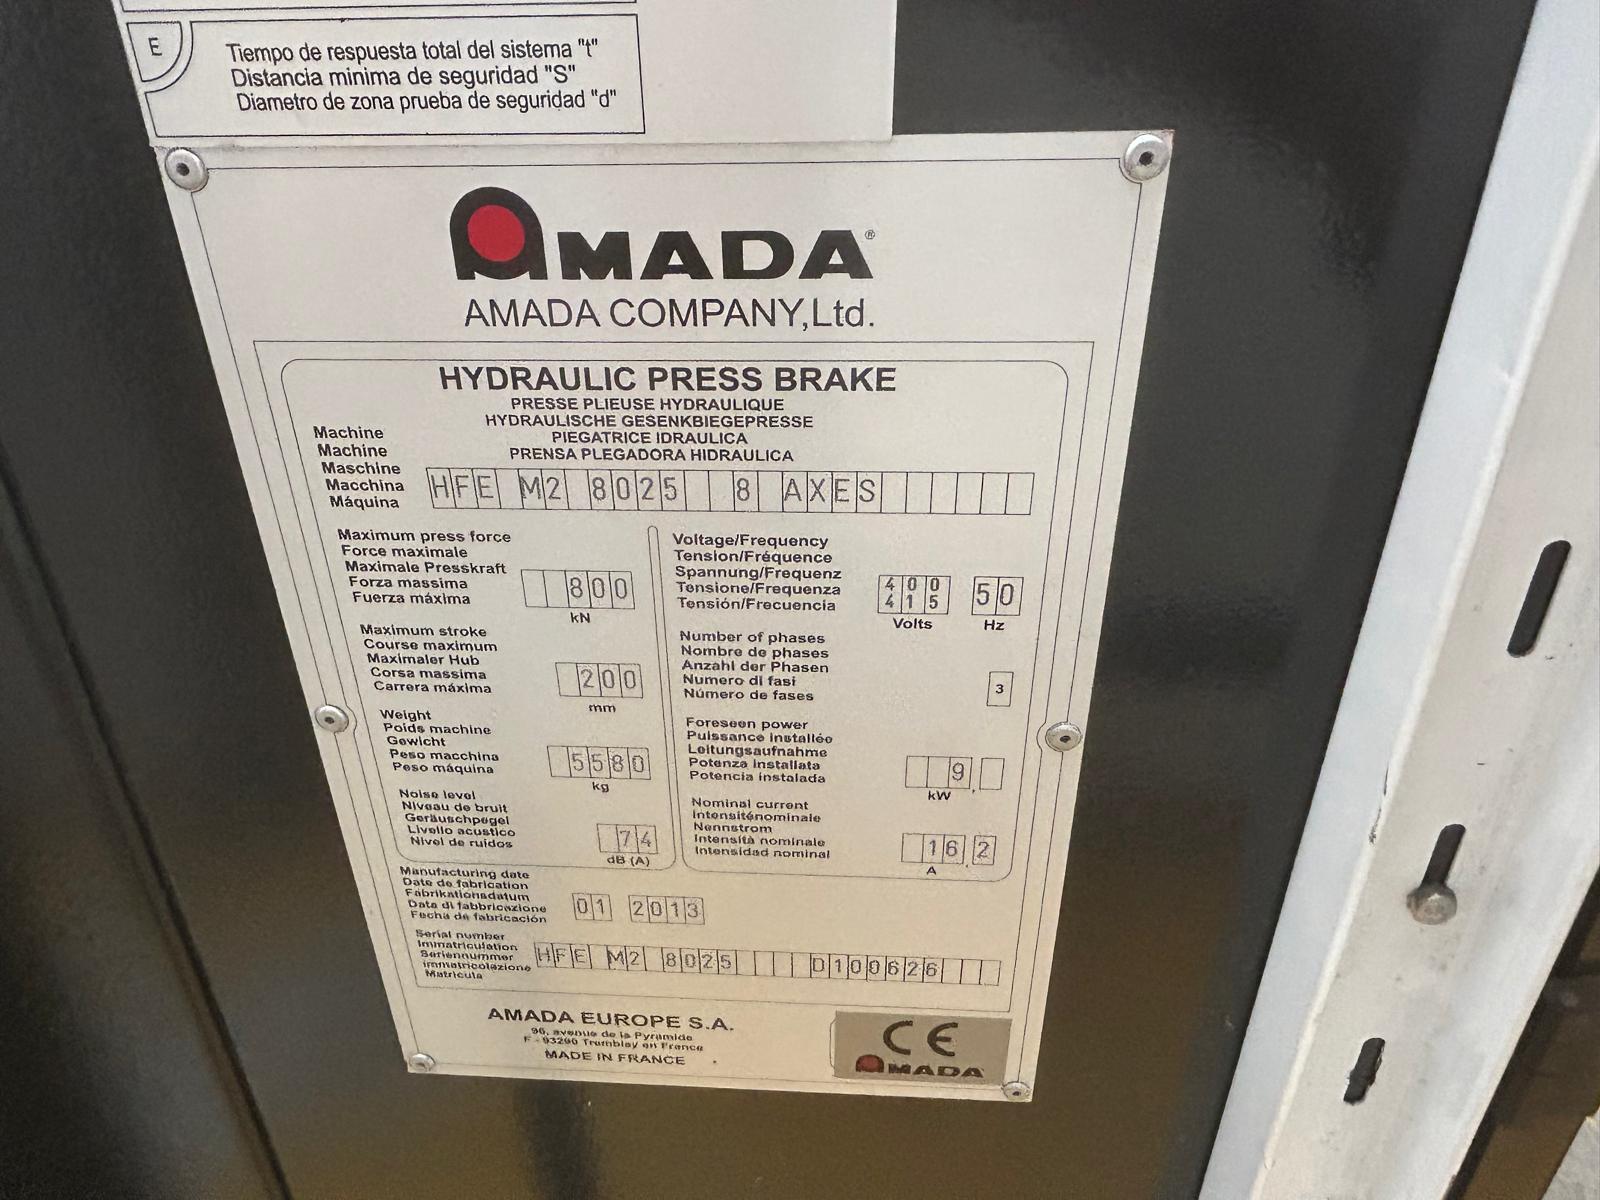 E
Tiempo de respuesta total del sistema "t"
Distancia minima de seguridad "S"
Diametro de zona prueba de seguridad "d"
AMADA®
AMADA COMPANY,Ltd.
HYDRAULIC PRESS BRAKE
PRESSE PLIEUSE HYDRAULIQUE
HYDRAULISCHE GESENKBIEGEPRESSE
PIEGATRICE IDRAULICA
PRENSA PLEGADORA HIDRAULICA
Machine
Machine
Maschine
Macchina
Máquina
HFE M2 8025 8 AXES
Maximum press force
Force maximale
Maximale Presskraft
Forza massima
Fuerza máxima
800
kN
Maximum stroke
Course maximum
Maximaler Hub
Corsa massima
Carrera máxima
200
mm
Weight
Poids machine
Gewicht
Peso macchina
Peso máquina
5580
kg
Noise level
Niveau de bruit
Geräuschpegel
Livello acustico
Nivel de ruidos
74
dB (A)
Voltage/Frequency
Tension/Fréquence
Spannung/Frequenz
Tensione/Frequenza
Tensión/Frecuencia
400
415
Volts
50
Hz
Number of phases
Nombre de phases
Anzahl der Phasen
Numero di fasi
Número de fases
3
Foreseen power
Puissance installée
Leitungsaufnahme
Potenza installata
Potencia instalada
9,
kW
Nominal current
Intensiténominale
Nennstrom
Intensità nominale
Intensidad nominal
16,2
A
Manufacturing date
Date de fabrication
Fabrikationsdatum
Data di fabbricazione
Fecha de fabricación
01 2013
Serial number
Immatriculation
Seriennummer
immatricolazione
Matricula
HFE M2 8025 D100626
AMADA EUROPE S.A.
96, avenue de la Pyramide
F - 93290 Tremblay en France
MADE IN FRANCE
CE
AMADA